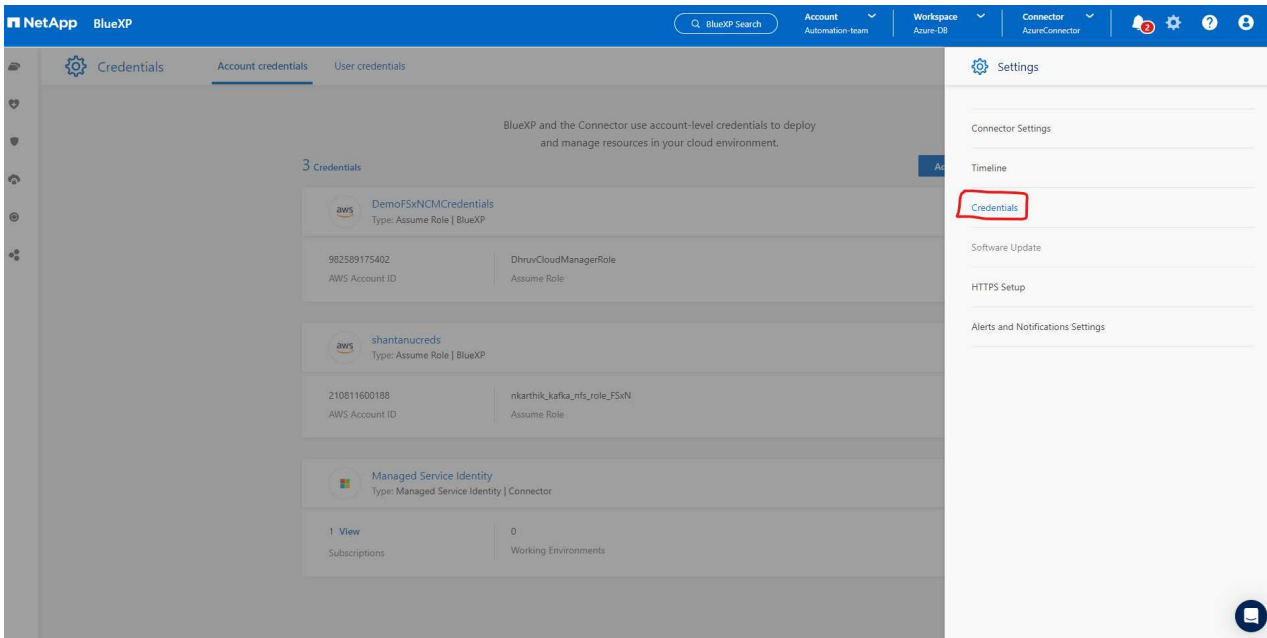 NetApp BlueXP
BlueXP Search
Account
Automation-team
Workspace
Azure-DB
Connector
AzureConnector
2
Credentials
Account credentials
User credentials
BlueXP and the Connector use account-level credentials to deploy
and manage resources in your cloud environment.
3 Credentials
aws
DemoFSxNCMCredentials
Type: Assume Role | BlueXP
982589175402
DhruvCloudManagerRole
AWS Account ID
Assume Role
aws
shantanucreds
Type: Assume Role | BlueXP
210811600188
nkarthik_kafka_nfs_role_FSxN
AWS Account ID
Assume Role
Managed Service Identity
Type: Managed Service Identity | Connector
1 View
0
Subscriptions
Working Environments
Settings
Connector Settings
Timeline
Credentials
Software Update
HTTPS Setup
Alerts and Notifications Settings